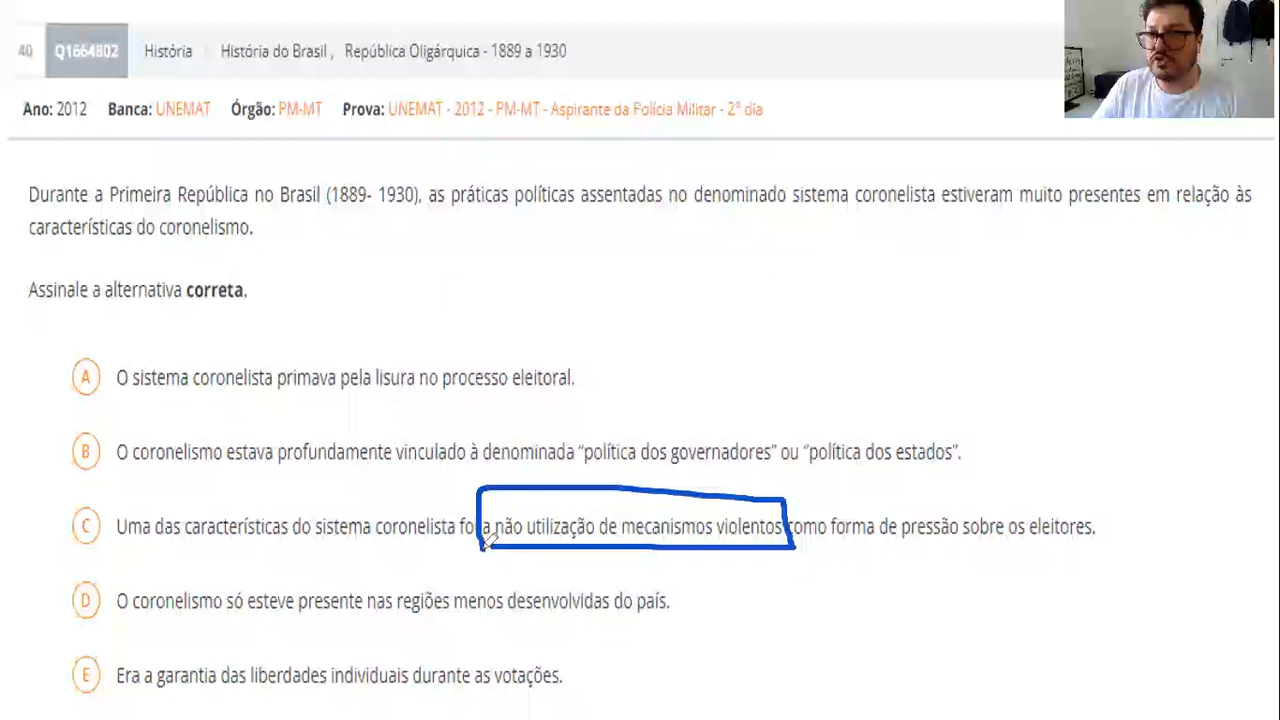 40 Q1664802 História História do Brasil , República Oligárquica - 1889 a 1930
Ano: 2012 Banca: UNEMAT Órgão: PM-MT Prova: UNEMAT - 2012 - PM-MT - Aspirante da Polícia Militar - 2° dia
Durante a Primeira República no Brasil (1889- 1930), as práticas políticas assentadas no denominado sistema coronelista estiveram muito presentes em relação às
características do coronelismo.
Assinale a alternativa correta.
A O sistema coronelista primava pela lisura no processo eleitoral.
B O coronelismo estava profundamente vinculado à denominada “política dos governadores” ou “política dos estados”.
C Uma das características do sistema coronelista foi a não utilização de mecanismos violentos como forma de pressão sobre os eleitores.
D O coronelismo só esteve presente nas regiões menos desenvolvidas do país.
E Era a garantia das liberdades individuais durante as votações.